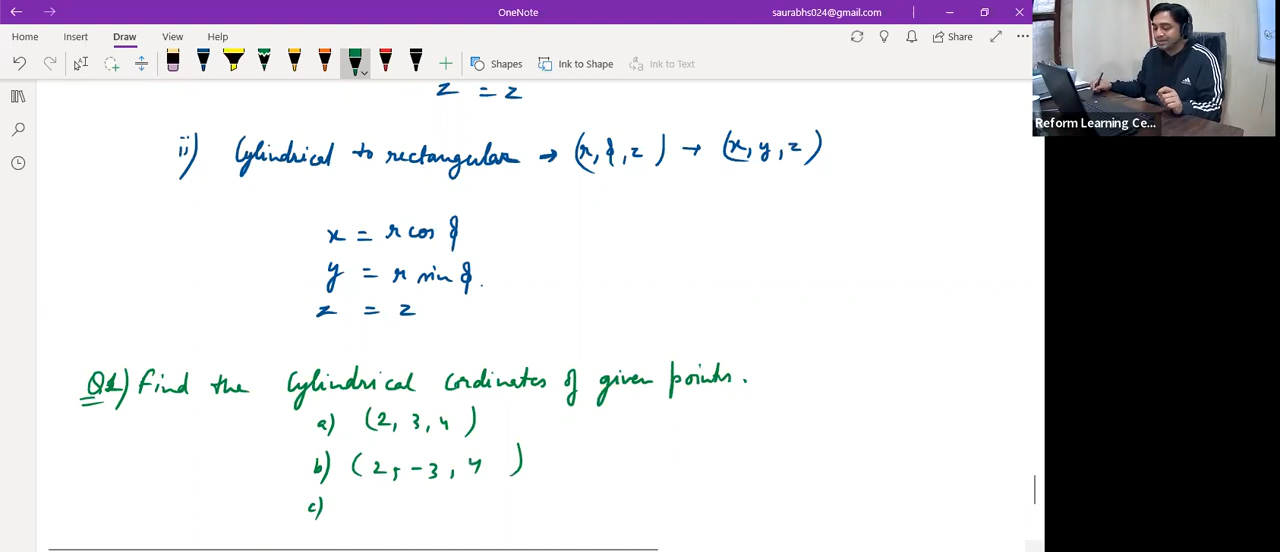 OneNote
saurabhs024@gmail.com
Home Insert Draw View Help
Share
Shapes Ink to Shape Ink to Text
z = z
ii) Cylindrical to rectangular → (r, ϕ, z) → (x, y, z)
x = r cos ϕ
y = r sin ϕ.
z = z
Q1) Find the Cylindrical cordinates of given points.
a) (2, 3, 4)
b) (2, -3, 4)
c)
Reform Learning Ce...